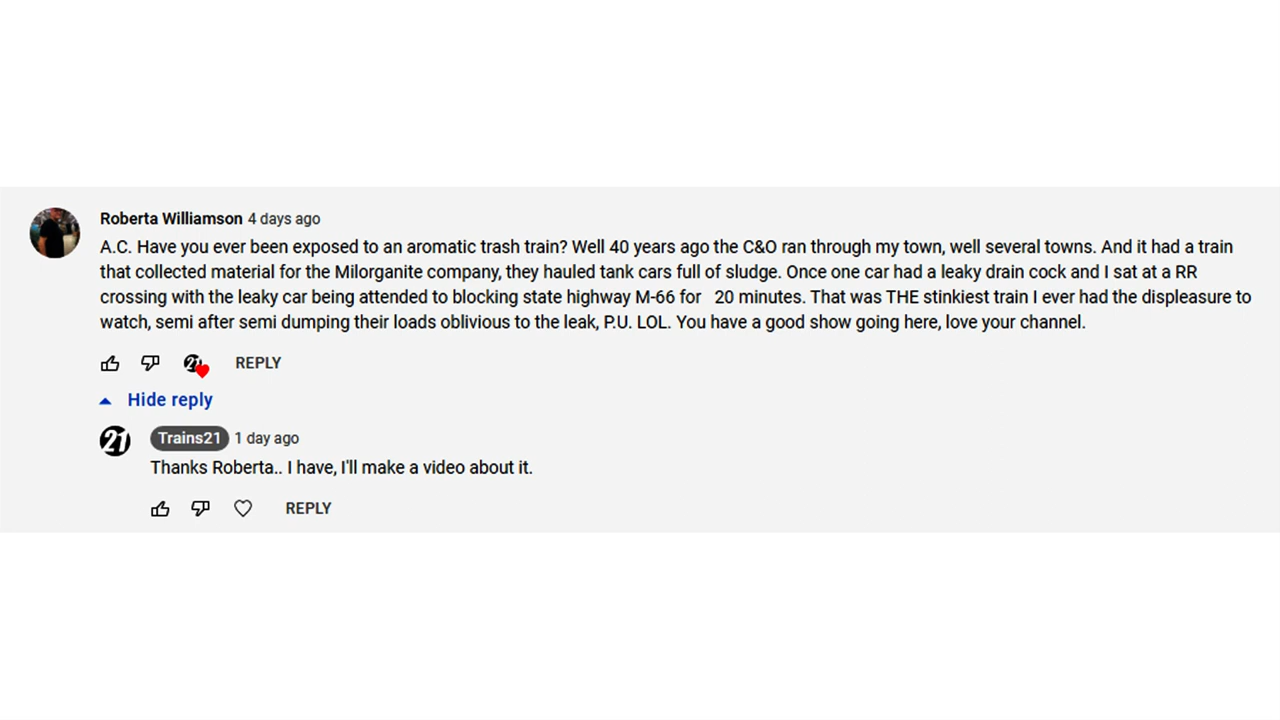 Roberta Williamson 4 days ago
A.C. Have you ever been exposed to an aromatic trash train? Well 40 years ago the C&O ran through my town, well several towns. And it had a train
that collected material for the Milorganite company, they hauled tank cars full of sludge. Once one car had a leaky drain cock and I sat at a RR
crossing with the leaky car being attended to blocking state highway M-66 for   20 minutes. That was THE stinkiest train I ever had the displeasure to
watch, semi after semi dumping their loads oblivious to the leak, P.U. LOL. You have a good show going here, love your channel.
21 REPLY
Hide reply
21 Trains21 1 day ago
Thanks Roberta.. I have, I'll make a video about it.
REPLY